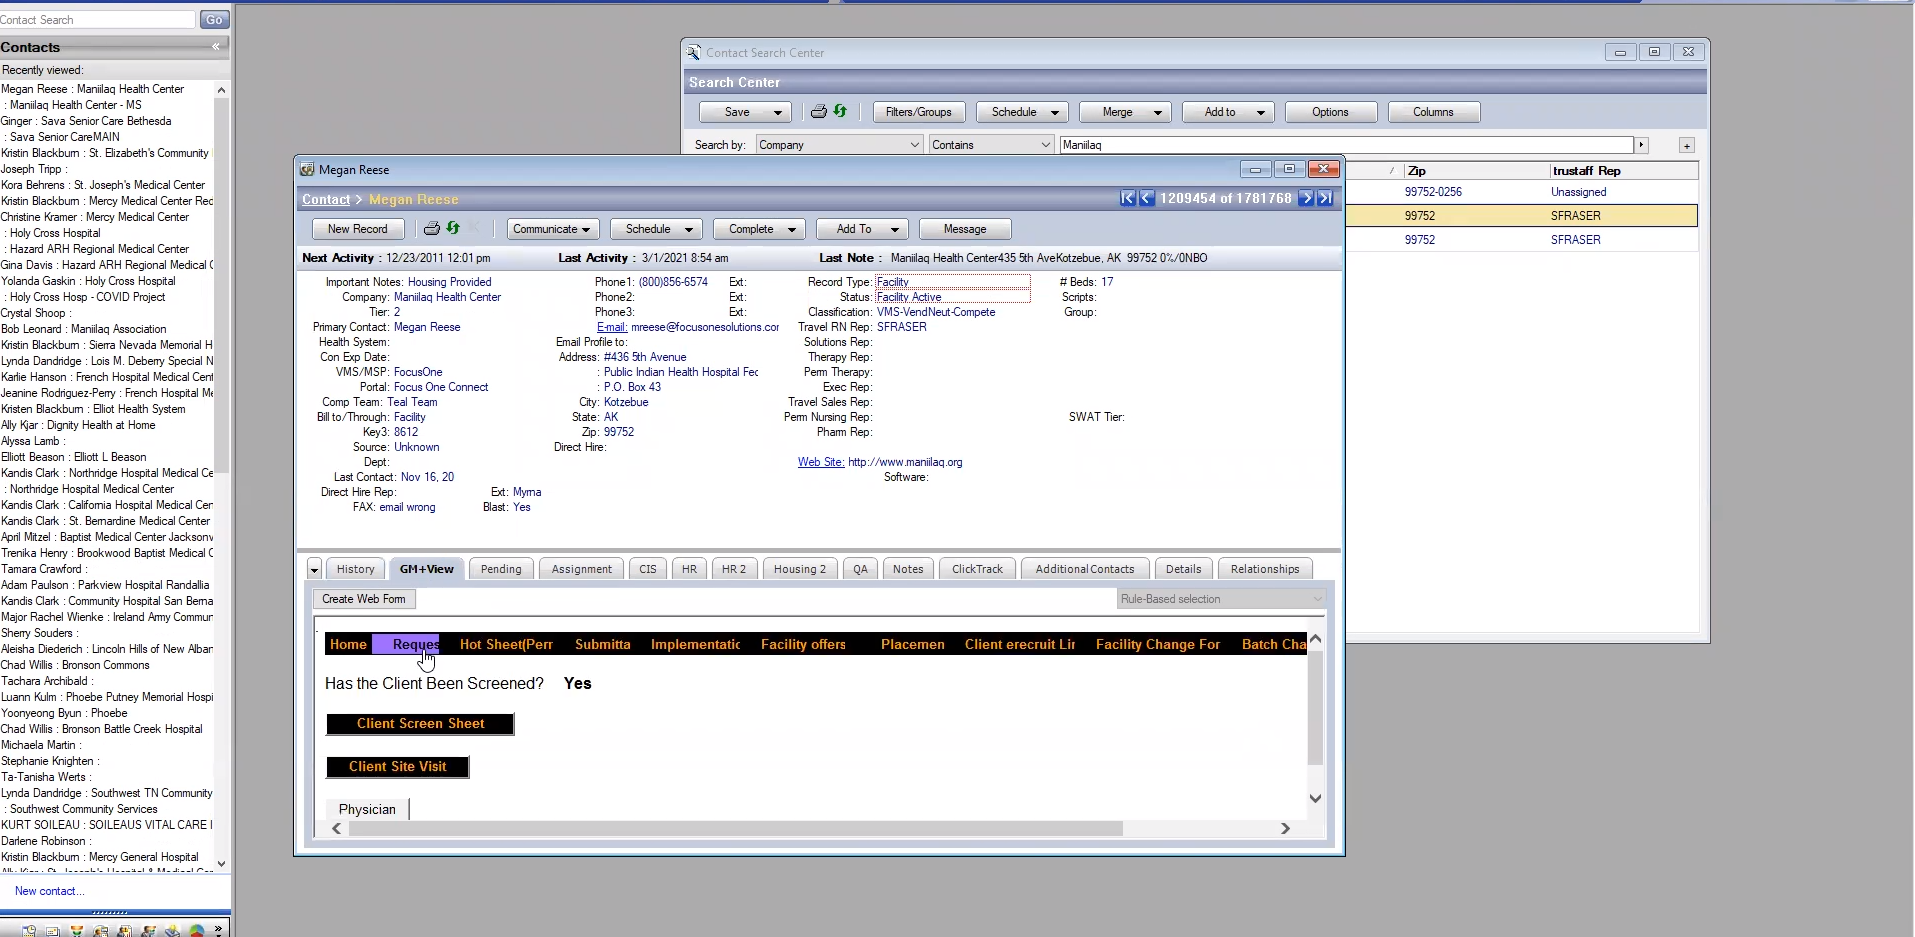 Contact Search
Go
Contacts
«
Recently viewed:
Megan Reese : Maniilaq Health Center
: Maniilaq Health Center - MS
Ginger : Sava Senior Care Bethesda
: Sava Senior CareMAIN
Kristin Blackburn : St. Elizabeth's Community
Joseph Tripp :
Kora Behrens : St. Joseph's Medical Center
Kristin Blackburn : Mercy Medical Center Rec
Christine Kramer : Mercy Medical Center
: Holy Cross Hospital
: Hazard ARH Regional Medical Center
Gina Davis : Hazard ARH Regional Medical C
Yolanda Gaskin : Holy Cross Hospital
: Holy Cross Hosp - COVID Project
Crystal Shoop :
Bob Leonard : Maniilaq Association
Kristin Blackburn : Sierra Nevada Memorial H
Lynda Dandridge : Lois M. Deberry Special N
Karlie Hanson : French Hospital Medical Cent
Jeanine Rodriguez-Perry : French Hospital Me
Kristen Blackburn : Elliot Health System
Ally Kjar : Dignity Health at Home
Alyssa Lamb :
Elliott Beason : Elliott L Beason
Kandis Clark : Northridge Hospital Medical Ce
: Northridge Hospital Medical Center
Kandis Clark : California Hospital Medical Cen
Kandis Clark : St. Bernardine Medical Center
April Mitzel : Baptist Medical Center Jacksonv
Trenika Henry : Brookwood Baptist Medical C
Tamara Crawford :
Adam Paulson : Parkview Hospital Randallia
Kandis Clark : Community Hospital San Berna
Major Rachel Wienke : Ireland Army Commun
Sherry Souders :
Aleisha Diederich : Lincoln Hills of New Alban
Chad Willis : Bronson Commons
Tachara Archibald :
Luann Kulm : Phoebe Putney Memorial Hospi
Yoonyeong Byun : Phoebe
Chad Willis : Bronson Battle Creek Hospital
Michaela Martin :
Stephanie Knighten :
Ta-Tanisha Werts :
Lynda Dandridge : Southwest TN Community
: Southwest Community Services
KURT SOILEAU : SOILEAUS VITAL CARE I
Darlene Robinson :
Kristin Blackburn : Mercy General Hospital
New contact...
»
Contact Search Center
Search Center
Save
Filters/Groups
Schedule
Merge
Add to
Options
Columns
Search by: Company Contains Maniilaq
Zip trustaff Rep
99752-0256 Unassigned
99752 SFRASER
99752 SFRASER
Megan Reese
Contact > Megan Reese
1209454 of 1781768
New Record
Communicate
Schedule
Complete
Add To
Message
Next Activity : 12/23/2011 12:01 pm
Last Activity : 3/1/2021 8:54 am
Last Note : Maniilaq Health Center435 5th AveKotzebue, AK 99752 0%/0NBO
Important Notes: Housing Provided
Company: Maniilaq Health Center
Tier: 2
Primary Contact: Megan Reese
Health System:
Con Exp Date:
VMS/MSP: FocusOne
Portal: Focus One Connect
Comp Team: Teal Team
Bill to/Through: Facility
Key3: 8612
Source: Unknown
Dept:
Last Contact: Nov 16, 20
Direct Hire Rep: Ext: Myrna
FAX: email wrong Blast: Yes
Phone1: (800)856-6574 Ext:
Phone2: Ext:
Phone3: Ext:
E-mail: mreese@focusonesolutions.cor
Email Profile to:
Address: #436 5th Avenue
: Public Indian Health Hospital Fec
: P.O. Box 43
City: Kotzebue
State: AK
Zip: 99752
Direct Hire:
Record Type: Facility
Status: Facility Active
Classification: VMS-VendNeut-Compete
Travel RN Rep: SFRASER
Solutions Rep:
Therapy Rep:
Perm Therapy:
Exec Rep:
Travel Sales Rep:
Perm Nursing Rep:
Pharm Rep:
Web Site: http://www.maniilaq.org
Software:
# Beds: 17
Scripts:
Group:
SWAT Tier:
History
GM+View
Pending
Assignment
CIS
HR
HR 2
Housing 2
QA
Notes
ClickTrack
Additional Contacts
Details
Relationships
Create Web Form
Rule-Based selection
Home Reques Hot Sheet(Perr Submitta Implementatic Facility offers Placemen Client erecruit Lir Facility Change For Batch Cha
Has the Client Been Screened? Yes
Client Screen Sheet
Client Site Visit
Physician